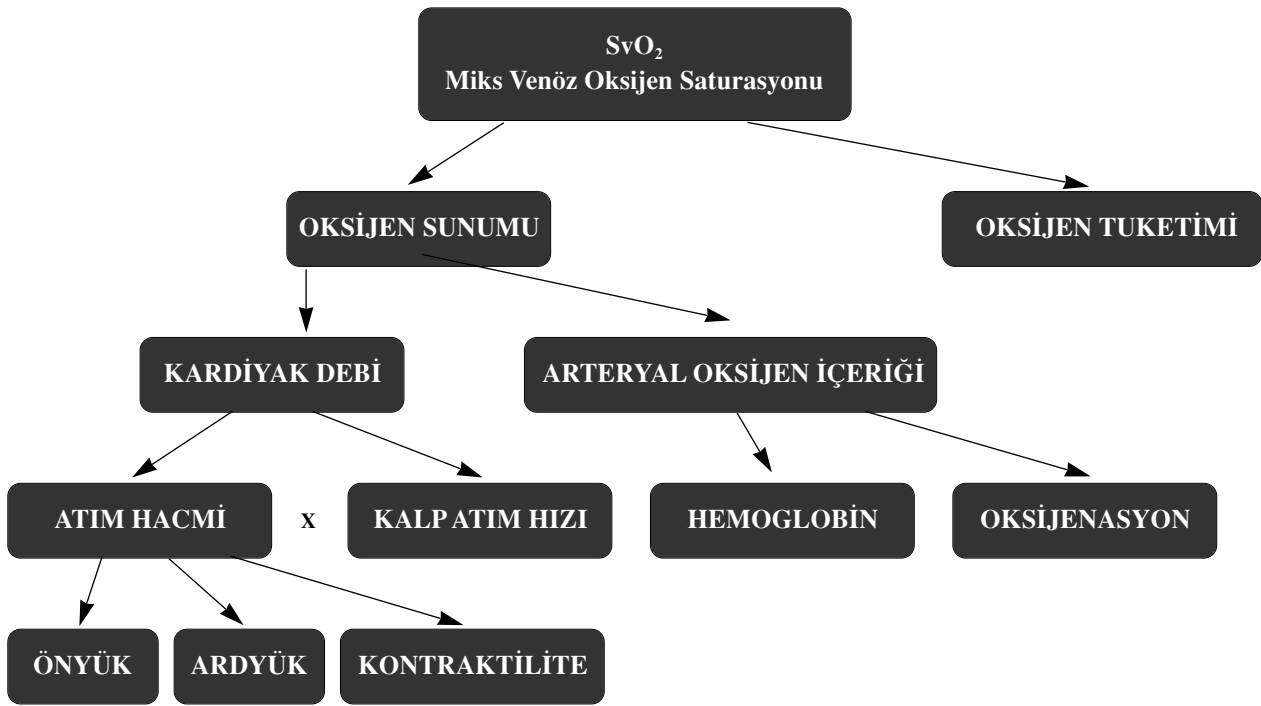 SvO₂
Miks Venöz Oksijen Saturasyonu
OKSİJEN SUNUMU
OKSİJEN TUKETİMİ
KARDİYAK DEBİ
ARTERYAL OKSİJEN İÇERİĞİ
ATIM HACMİ
X
KALP ATIM HIZI
HEMOGLOBİN
OKSİJENASYON
ÖNYÜK
ARDYÜK
KONTRAKTİLİTE